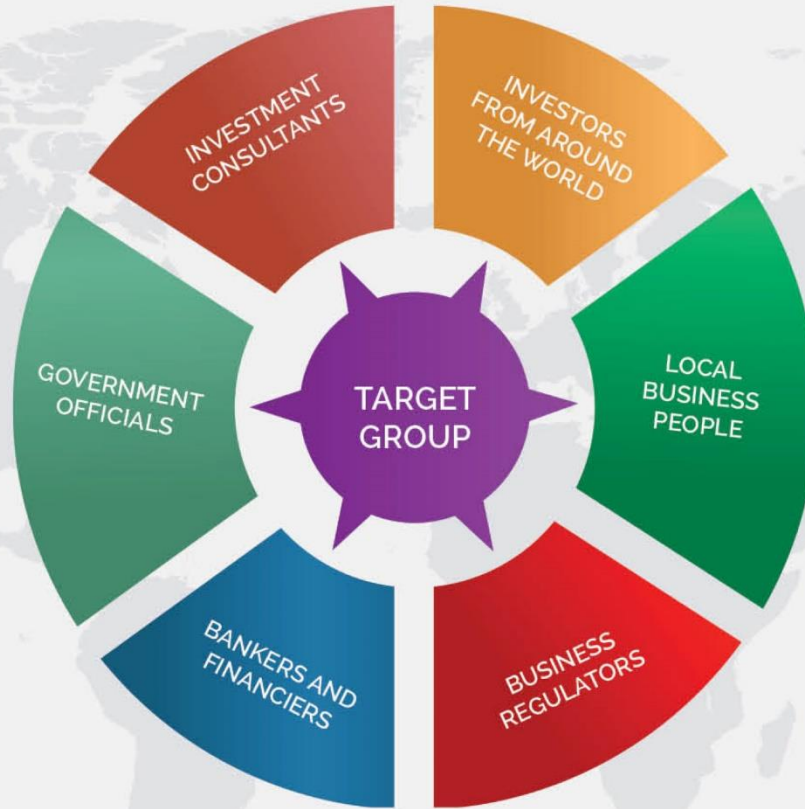 INVESTMENT
CONSULTANTS
INVESTORS
FROM AROUND
THE WORLD
GOVERNMENT
OFFICIALS
TARGET
GROUP
LOCAL
BUSINESS
PEOPLE
BANKERS AND
FINANCIERS
BUSINESS
REGULATORS